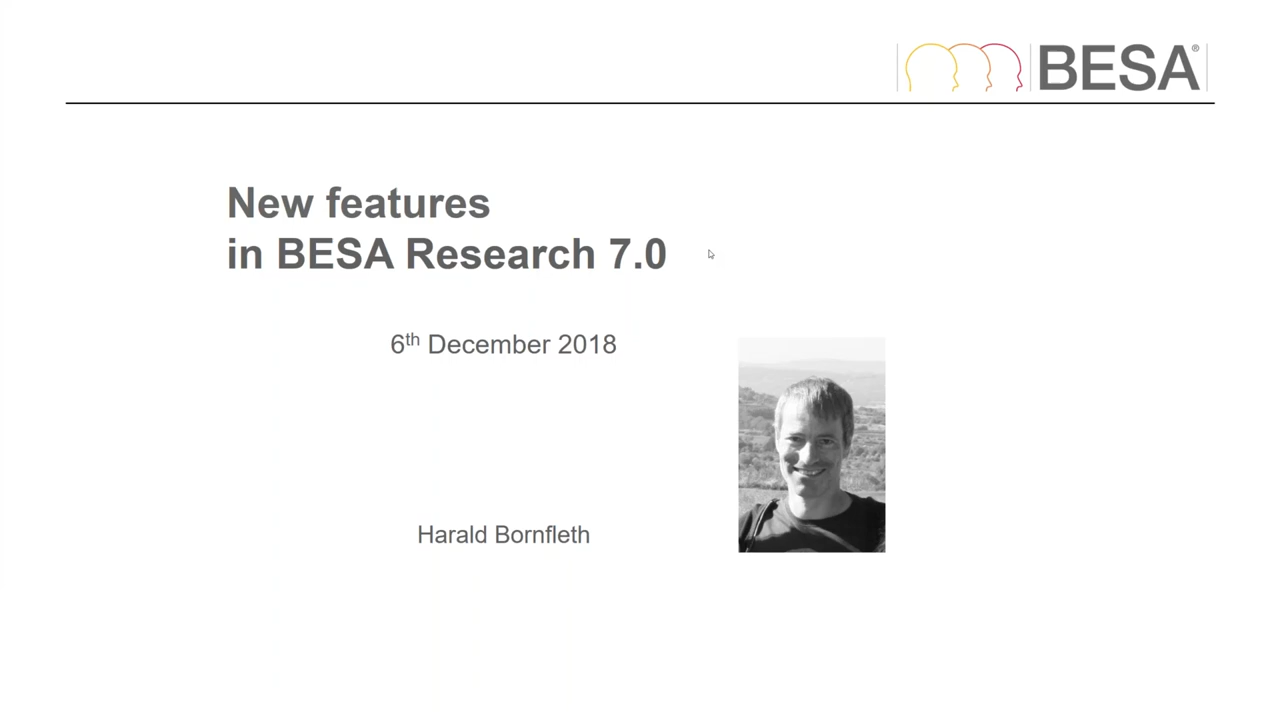 BESA®
New features
in BESA Research 7.0
6th December 2018
Harald Bornfleth